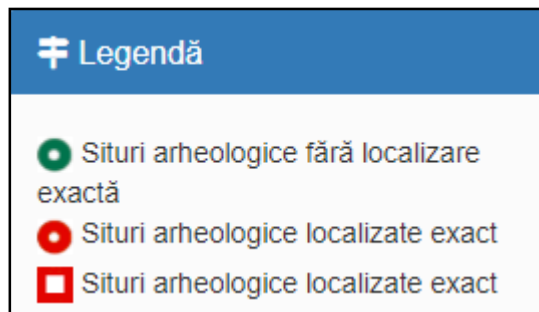 Legendă
Situri arheologice fără localizare
exactă
Situri arheologice localizate exact
Situri arheologice localizate exact